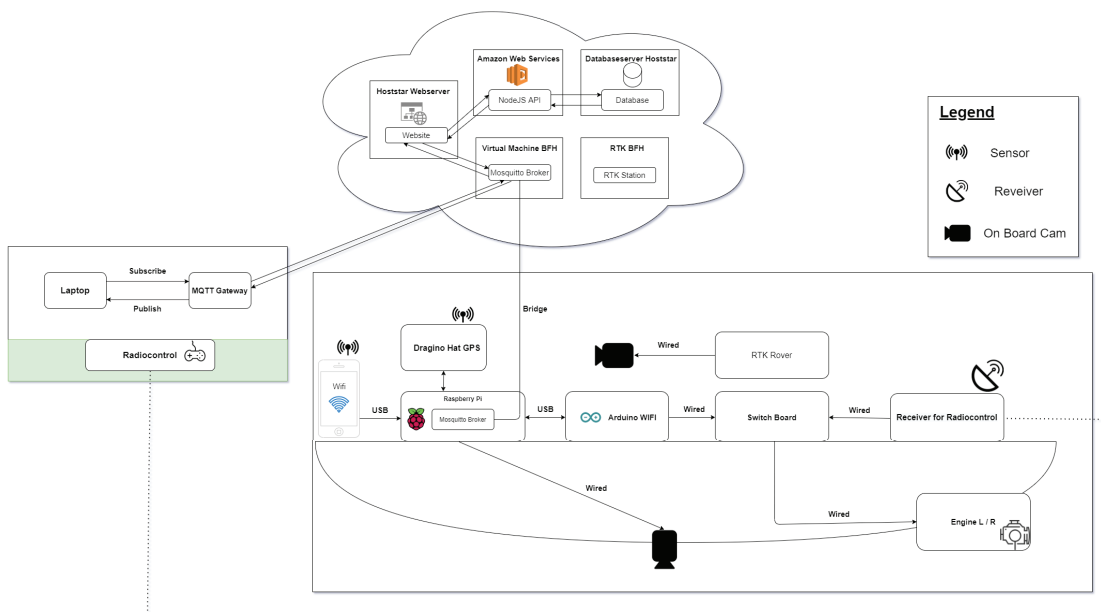 Amazon Web Services
NodeJS API
Databaseserver Hoststar
Database
Hoststar Webserver
Website
Virtual Machine BFH
Mosquitto Broker
RTK BFH
RTK Station
Legend
Sensor
Reveiver
On Board Cam
Laptop
Subscribe
Publish
MQTT Gateway
Radiocontrol
Bridge
Wifi
USB
Dragino Hat GPS
Raspberry Pi
Mosquitto Broker
USB
Arduino WIFI
Wired
Wired
RTK Rover
Switch Board
Wired
Receiver for Radiocontrol
Wired
Wired
Engine L / R